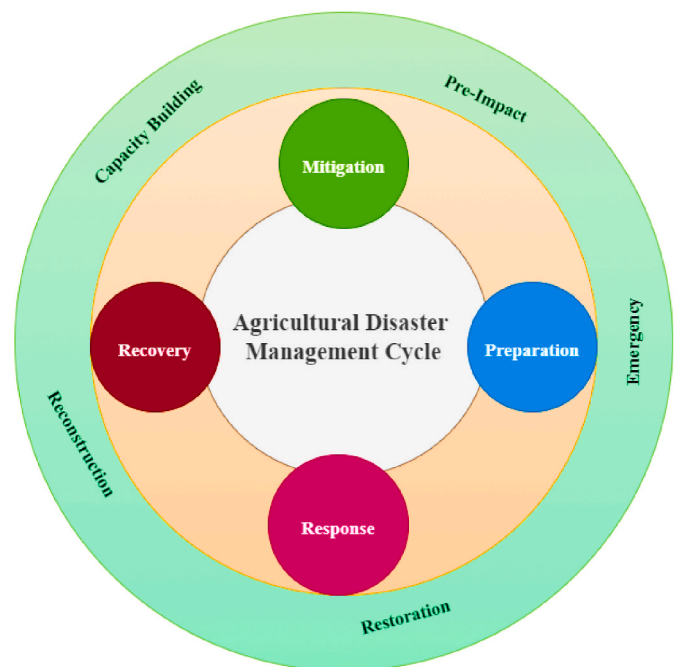 Capacity Building
Pre-Impact
Mitigation
Emergency
Agricultural Disaster
Management Cycle
Recovery
Preparation
Reconstruction
Response
Restoration